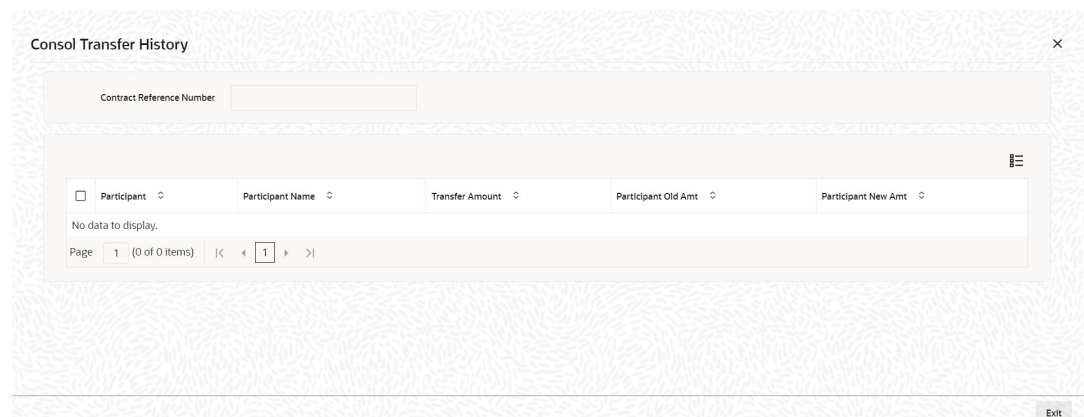 Consol Transfer History
Contract Reference Number
Participant Participant Name Transfer Amount Participant Old Amt Participant New Amt
No data to display.
Page 1 (0 of 0 items) 1
Exit